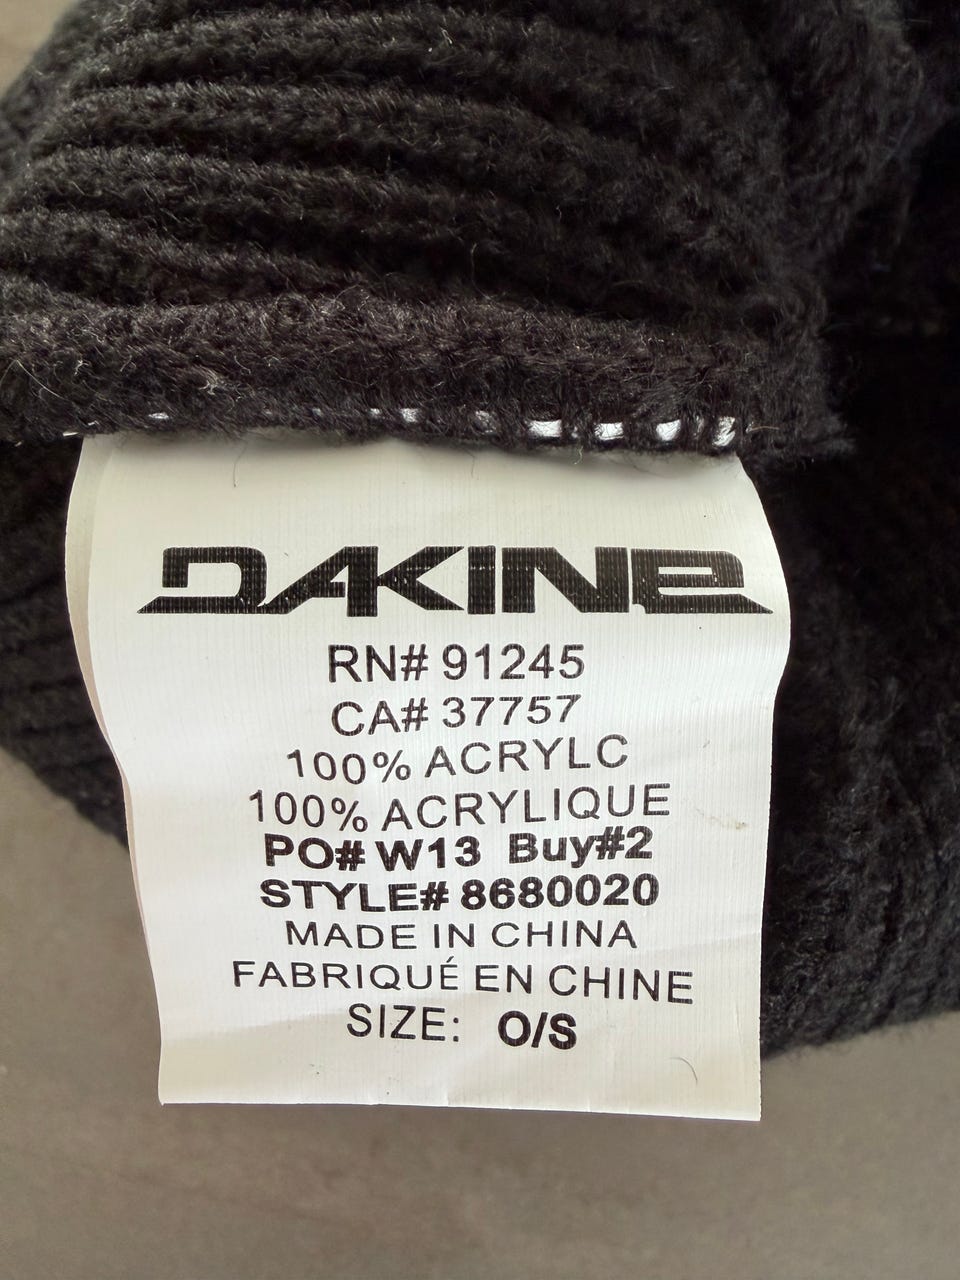 DAKINE
RN# 91245
CA# 37757
100% ACRYLC
100% ACRYLIQUE
PO# W13 Buy#2
STYLE# 8680020
MADE IN CHINA
FABRIQUÉ EN CHINE
SIZE: O/S